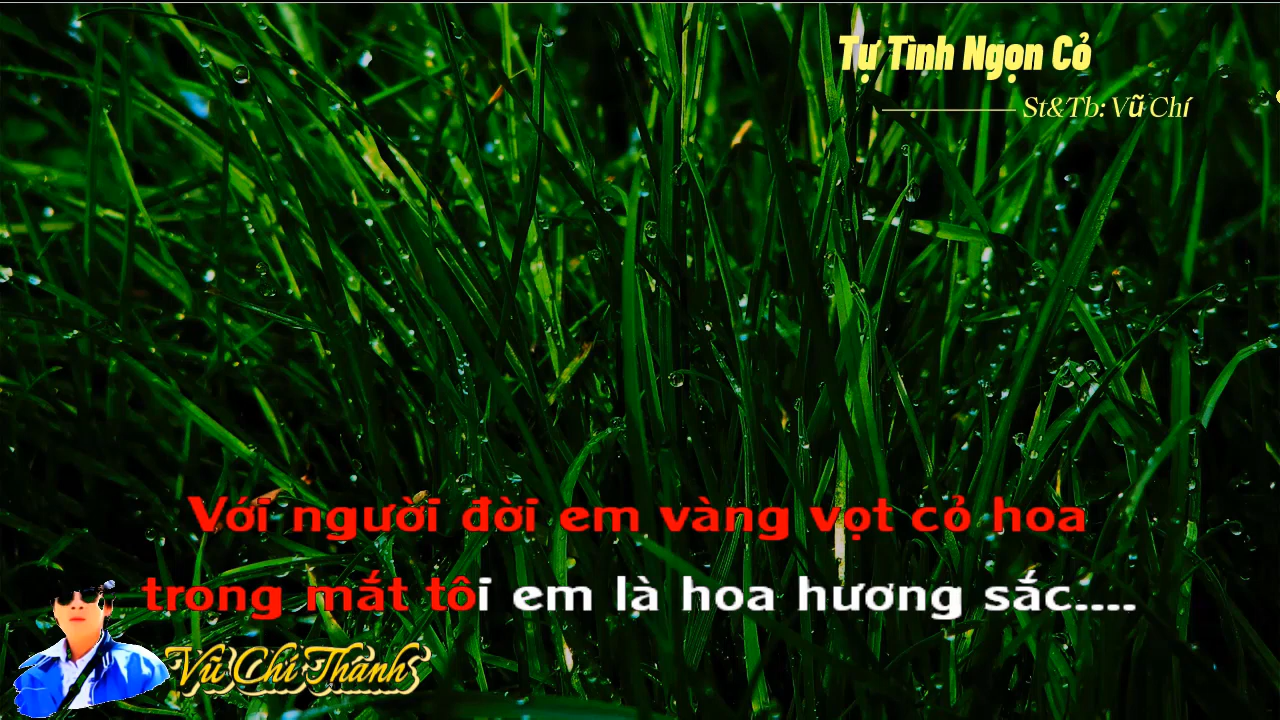 Tự Tình Ngọn Cỏ
St&Tb: Vũ Chí
Với người đời em vàng vọt cỏ hoa
trong mắt tôi em là hoa hương sắc....
Vũ Chí Thành